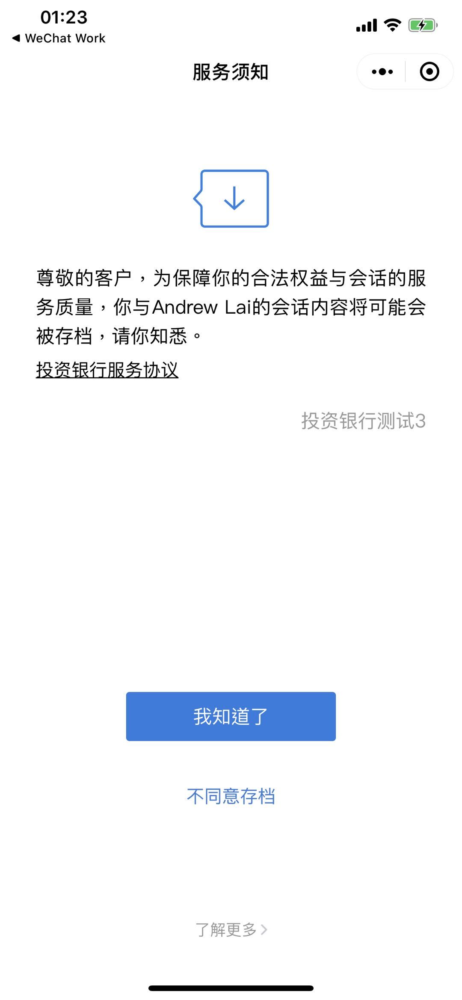 01:23
WeChat Work
服务须知
尊敬的客户，为保障你的合法权益与会话的服
务质量，你与Andrew Lai的会话内容将可能会
被存档，请你知悉。
投资银行服务协议
投资银行测试3
我知道了
不同意存档
了解更多